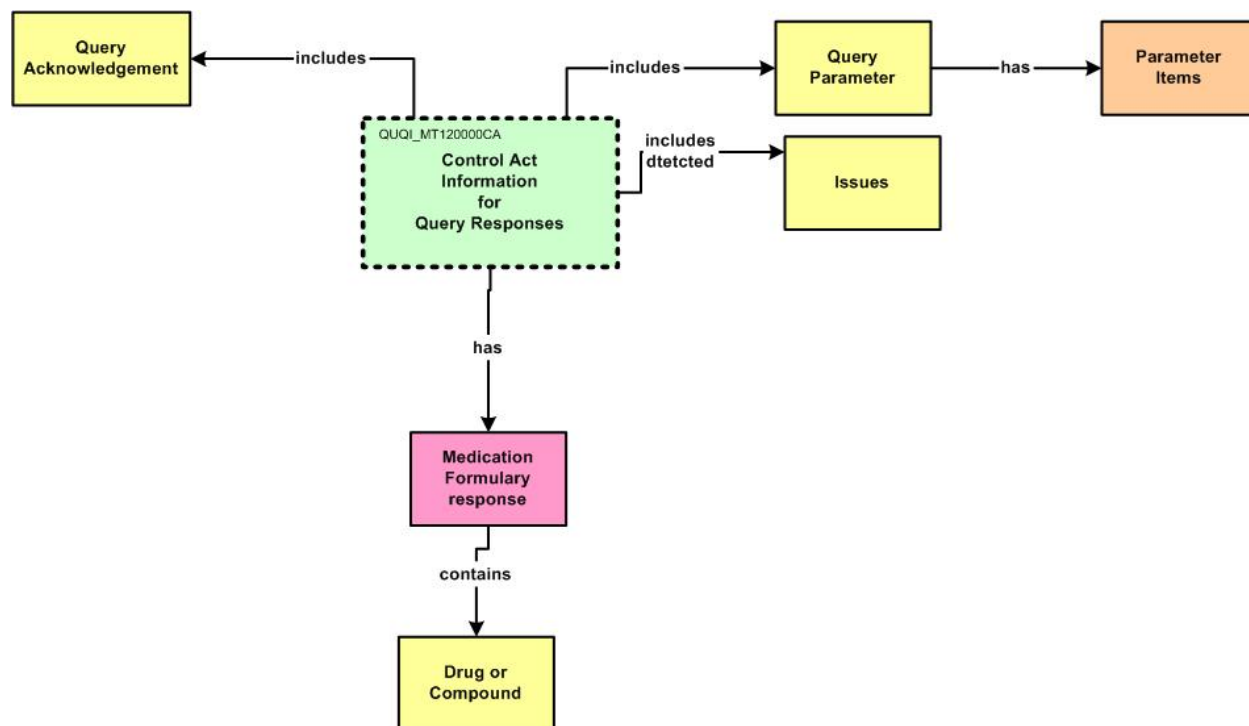 Query
Acknowledgement
includes
includes
Query
Parameter
has
Parameter
Items
QUQI_MT120000CA
Control Act
Information
for
Query Responses
includes
dtetcted
Issues
has
Medication
Formulary
response
contains
Drug or
Compound